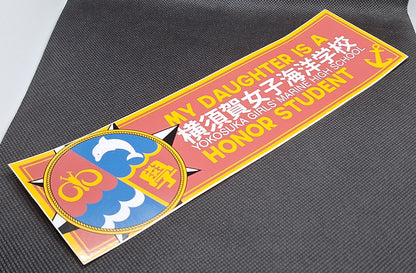 MY DAUGHTER IS A
横須賀女子海洋学校
YOKOSUKA GIRLS' MARINE HIGH SCHOOL
HONOR STUDENT
學